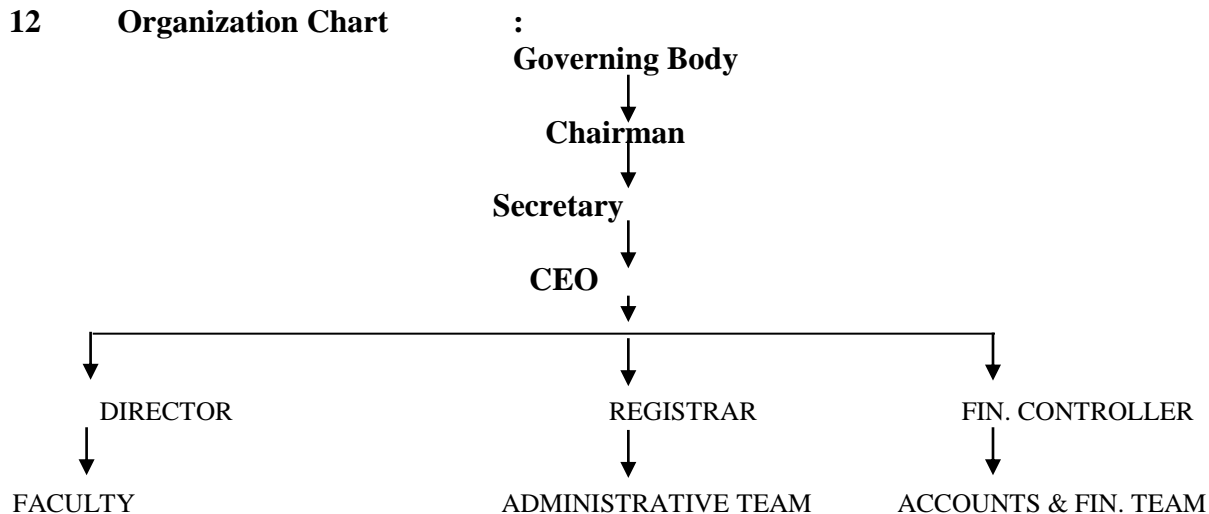 12 Organization Chart :
Governing Body
Chairman
Secretary
CEO
DIRECTOR REGISTRAR FIN. CONTROLLER
FACULTY ADMINISTRATIVE TEAM ACCOUNTS & FIN. TEAM